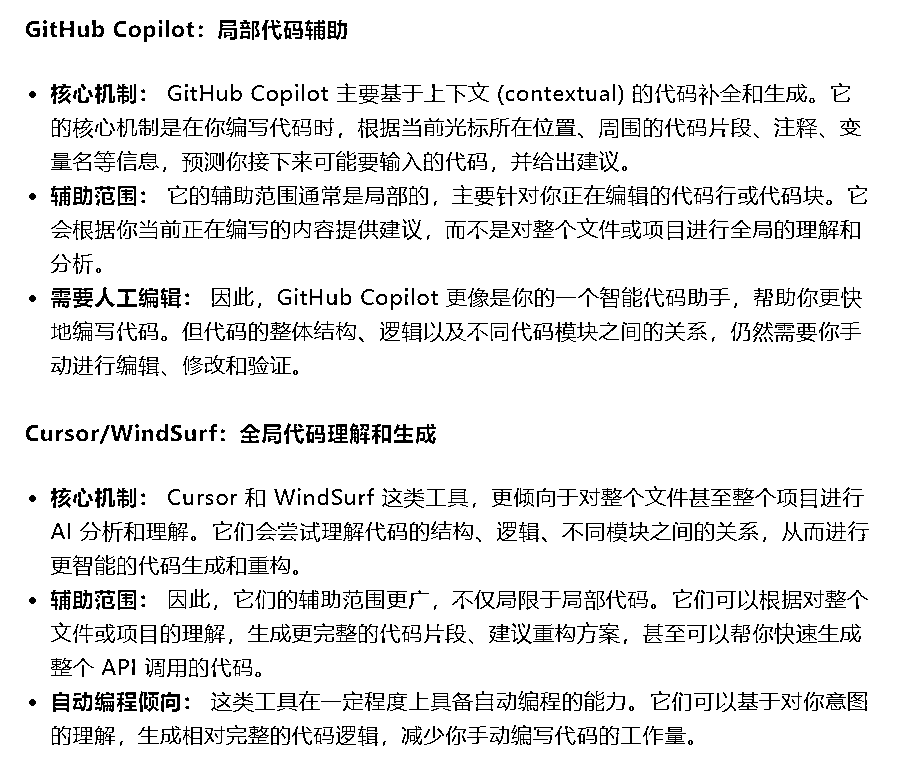 GitHub Copilot：局部代码辅助
• 核心机制： GitHub Copilot 主要基于上下文 (contextual) 的代码补全和生成。它
的核心机制是在你编写代码时，根据当前光标所在位置、周围的代码片段、注释、变
量名等信息，预测你接下来可能要输入的代码，并给出建议。
• 辅助范围： 它的辅助范围通常是局部的，主要针对你正在编辑的代码行或代码块。它
会根据你当前正在编写的内容提供建议，而不是对整个文件或项目进行全局的理解和
分析。
• 需要人工编辑： 因此，GitHub Copilot 更像是你的一个智能代码助手，帮助你更快
地编写代码。但代码的整体结构、逻辑以及不同代码模块之间的关系，仍然需要你手
动进行编辑、修改和验证。
Cursor/WindSurf：全局代码理解和生成
• 核心机制： Cursor 和 WindSurf 这类工具，更倾向于对整个文件甚至整个项目进行
AI 分析和理解。它们会尝试理解代码的结构、逻辑、不同模块之间的关系，从而进行
更智能的代码生成和重构。
• 辅助范围： 因此，它们的辅助范围更广，不仅局限于局部代码。它们可以根据对整个
文件或项目的理解，生成更完整的代码片段、建议重构方案，甚至可以帮你快速生成
整个 API 调用的代码。
• 自动编程倾向： 这类工具在一定程度上具备自动编程的能力。它们可以基于对你意图
的理解，生成相对完整的代码逻辑，减少你手动编写代码的工作量。